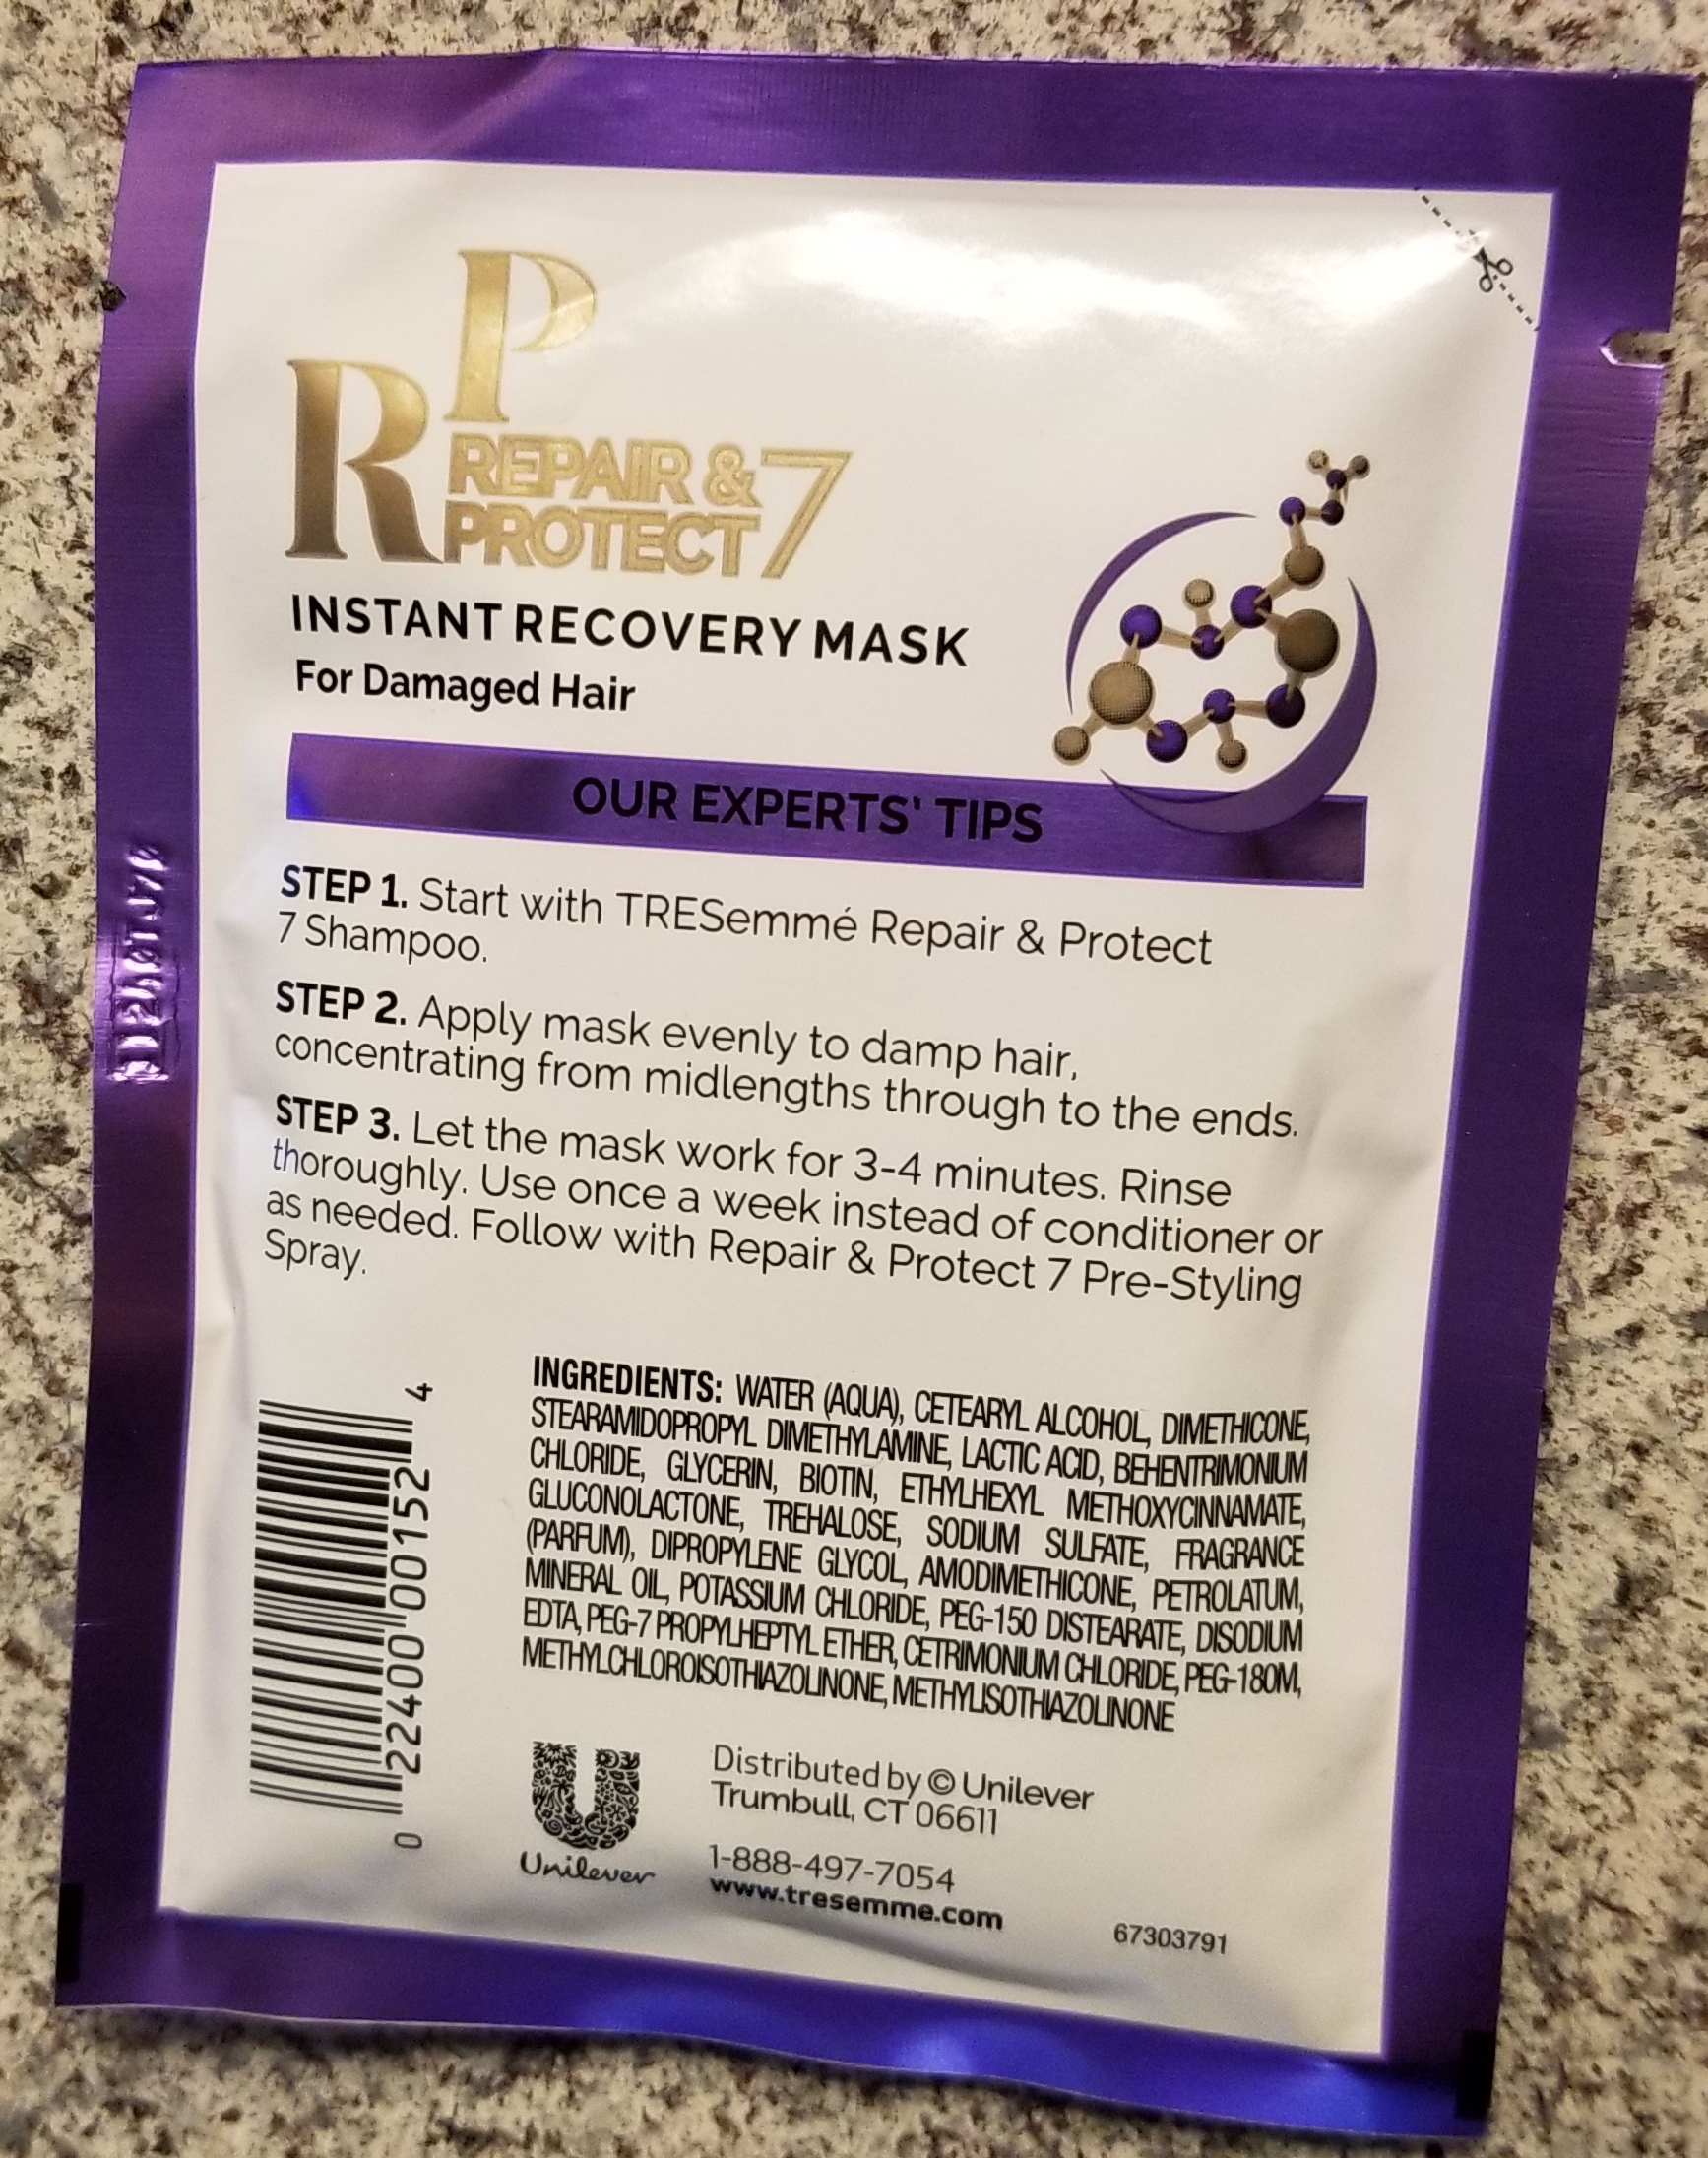 P
R REPAIR & 7
PROTECT
INSTANT RECOVERY MASK
For Damaged Hair
OUR EXPERTS' TIPS
STEP 1. Start with TRESemmé Repair & Protect
7 Shampoo.
STEP 2. Apply mask evenly to damp hair,
concentrating from midlengths through to the ends.
STEP 3. Let the mask work for 3-4 minutes. Rinse
thoroughly. Use once a week instead of conditioner or
as needed. Follow with Repair & Protect 7 Pre-Styling
Spray.
INGREDIENTS: WATER (AQUA), CETEARYL ALCOHOL, DIMETHICONE,
STEARAMIDOPROPYL DIMETHYLAMINE, LACTIC ACID, BEHENTRIMONIUM
CHLORIDE, GLYCERIN, BIOTIN, ETHYLHEXYL METHOXYCINNAMATE,
GLUCONOLACTONE, TREHALOSE, SODIUM SULFATE, FRAGRANCE
(PARFUM), DIPROPYLENE GLYCOL, AMODIMETHICONE, PETROLATUM,
MINERAL OIL, POTASSIUM CHLORIDE, PEG-150 DISTEARATE, DISODIUM
EDTA, PEG-7 PROPYLHEPTYL ETHER, CETRIMONIUM CHLORIDE, PEG-180M,
METHYLCHLOROISOTHIAZOLINONE, METHYLISOTHIAZOLINONE
0 22400 00152 4
Unilever
Distributed by © Unilever
Trumbull, CT 06611
1-888-497-7054
www.tresemme.com
67303791